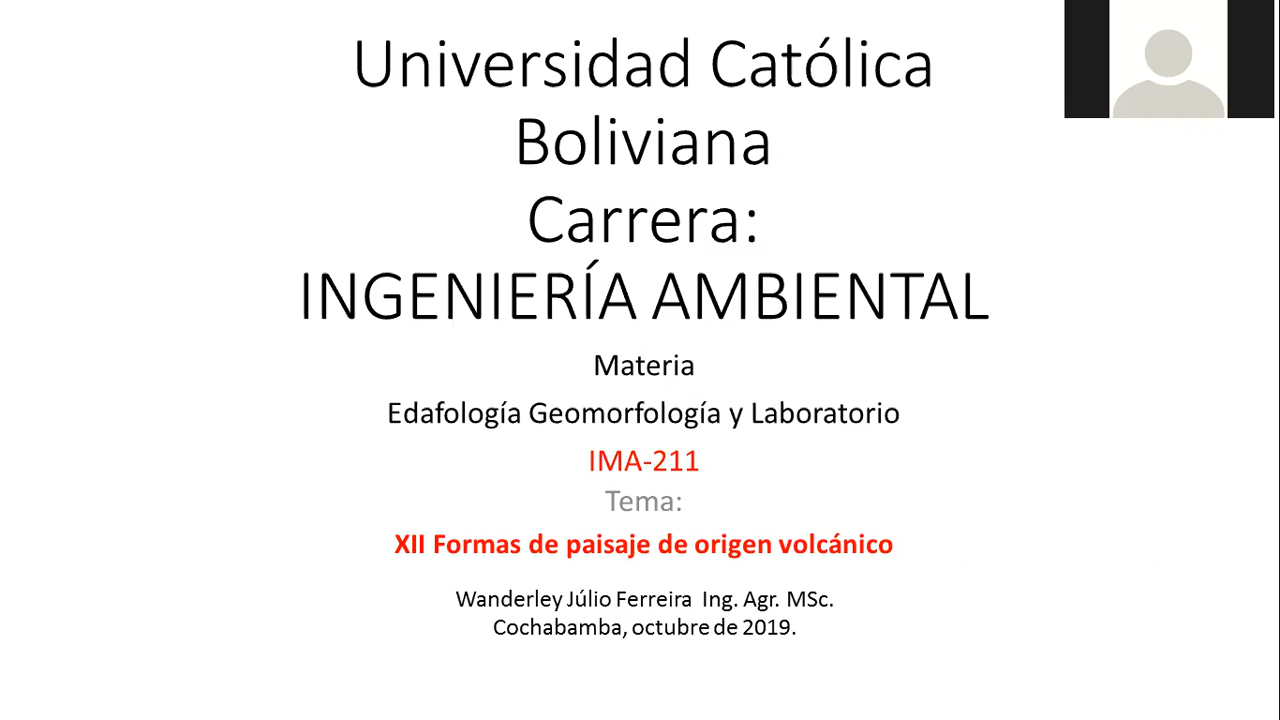 Universidad Católica
Boliviana
Carrera:
INGENIERÍA AMBIENTAL
Materia
Edafología Geomorfología y Laboratorio
IMA-211
Tema:
XII Formas de paisaje de origen volcánico
Wanderley Júlio Ferreira Ing. Agr. MSc.
Cochabamba, octubre de 2019.